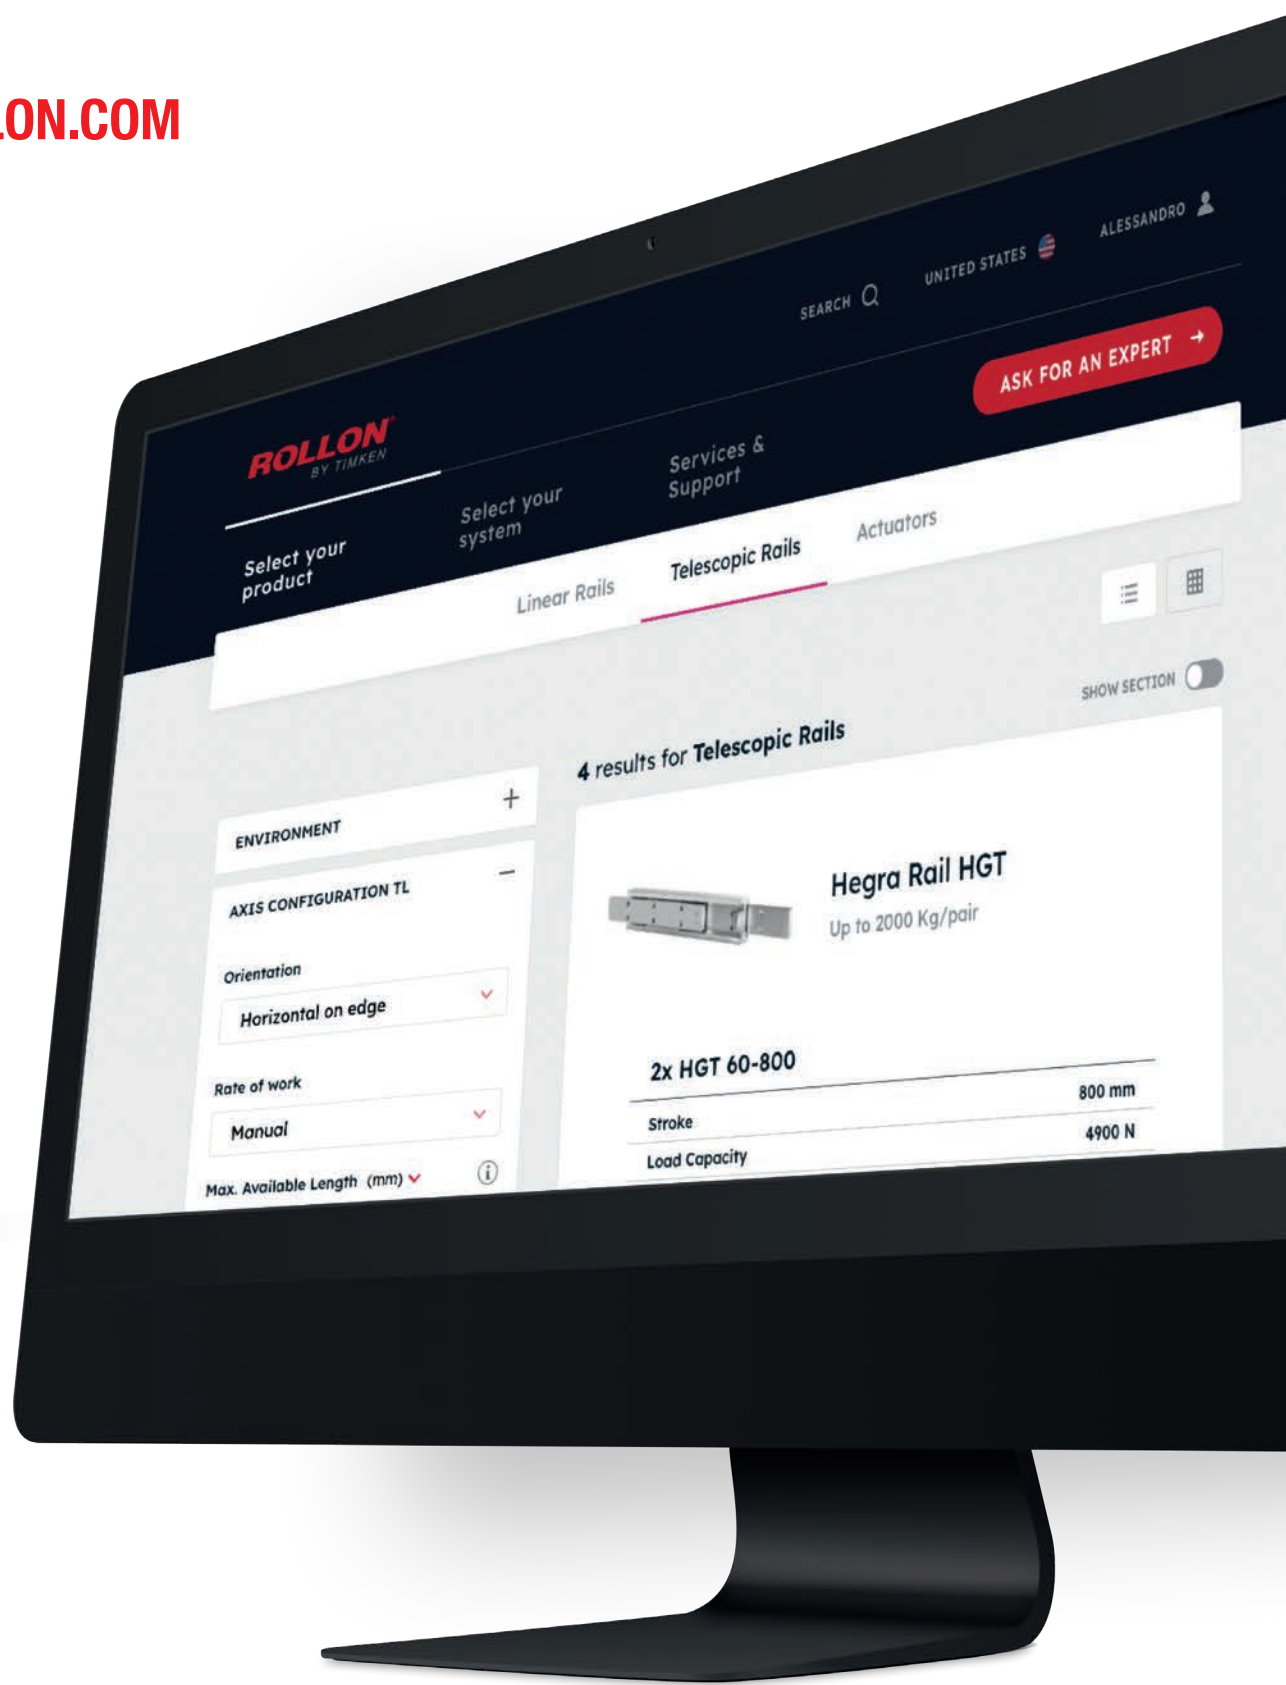 LON.COM
SEARCH
UNITED STATES
ALESSANDRO
ROLLON®
BY TIMKEN
ASK FOR AN EXPERT →
Select your
product
Select your
system
Services &
Support
Linear Rails
Telescopic Rails
Actuators
SHOW SECTION
4 results for Telescopic Rails
ENVIRONMENT +
AXIS CONFIGURATION TL −
Orientation
Horizontal on edge
Rate of work
Manual
Max. Available Length (mm)
Hegra Rail HGT
Up to 2000 Kg/pair
2x HGT 60-800
Stroke 800 mm
Load Capacity 4900 N